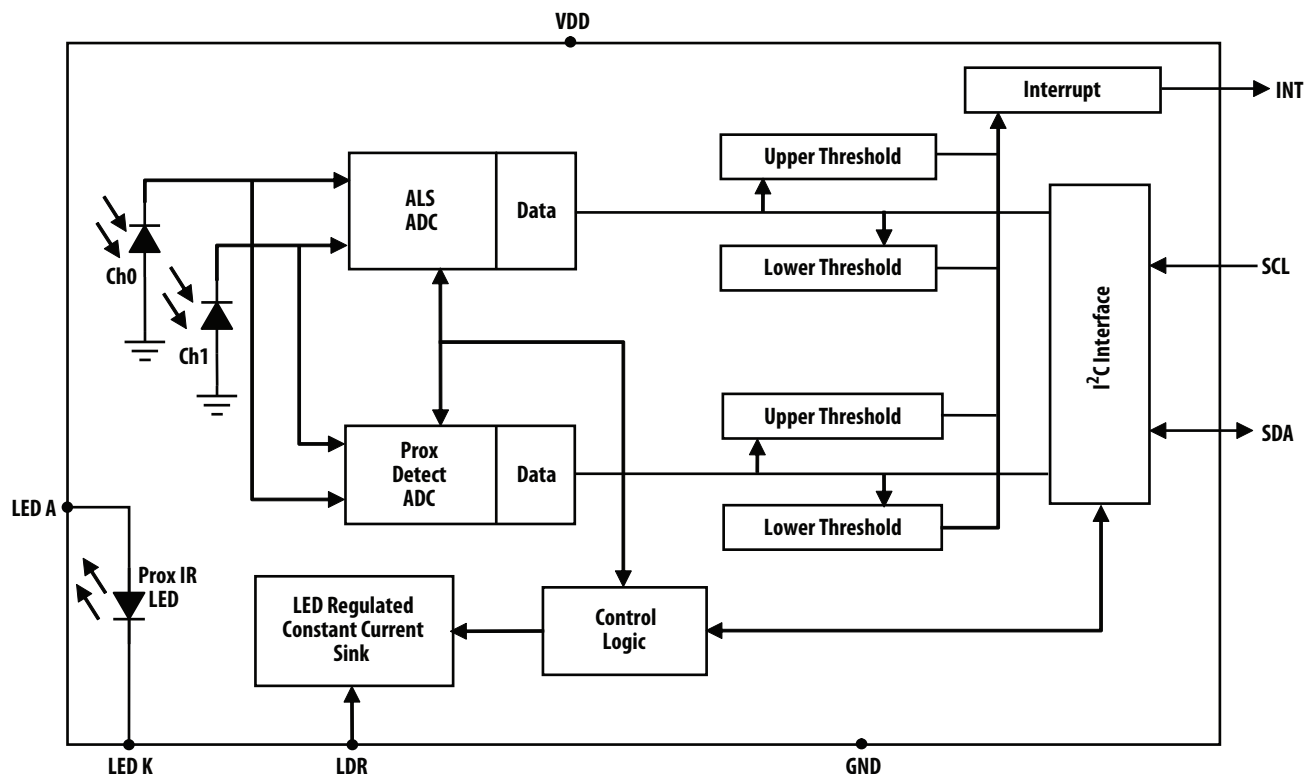 VDD
Interrupt
INT
Upper Threshold
ALS
ADC
Data
Ch0
Lower Threshold
SCL
Ch1
I²C Interface
Upper Threshold
SDA
Prox
Detect
ADC
Data
LED A
Lower Threshold
Prox IR
LED
LED Regulated
Constant Current
Sink
Control
Logic
LED K
LDR
GND